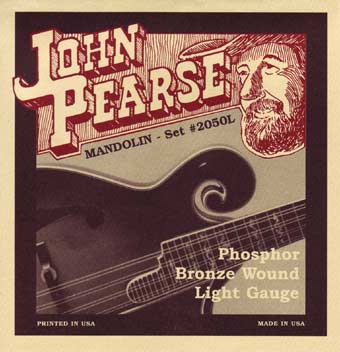 JOHN
PEARSE
MANDOLIN - Set #2050L
Phosphor
Bronze Wound
Light Gauge
PRINTED IN USA
MADE IN USA